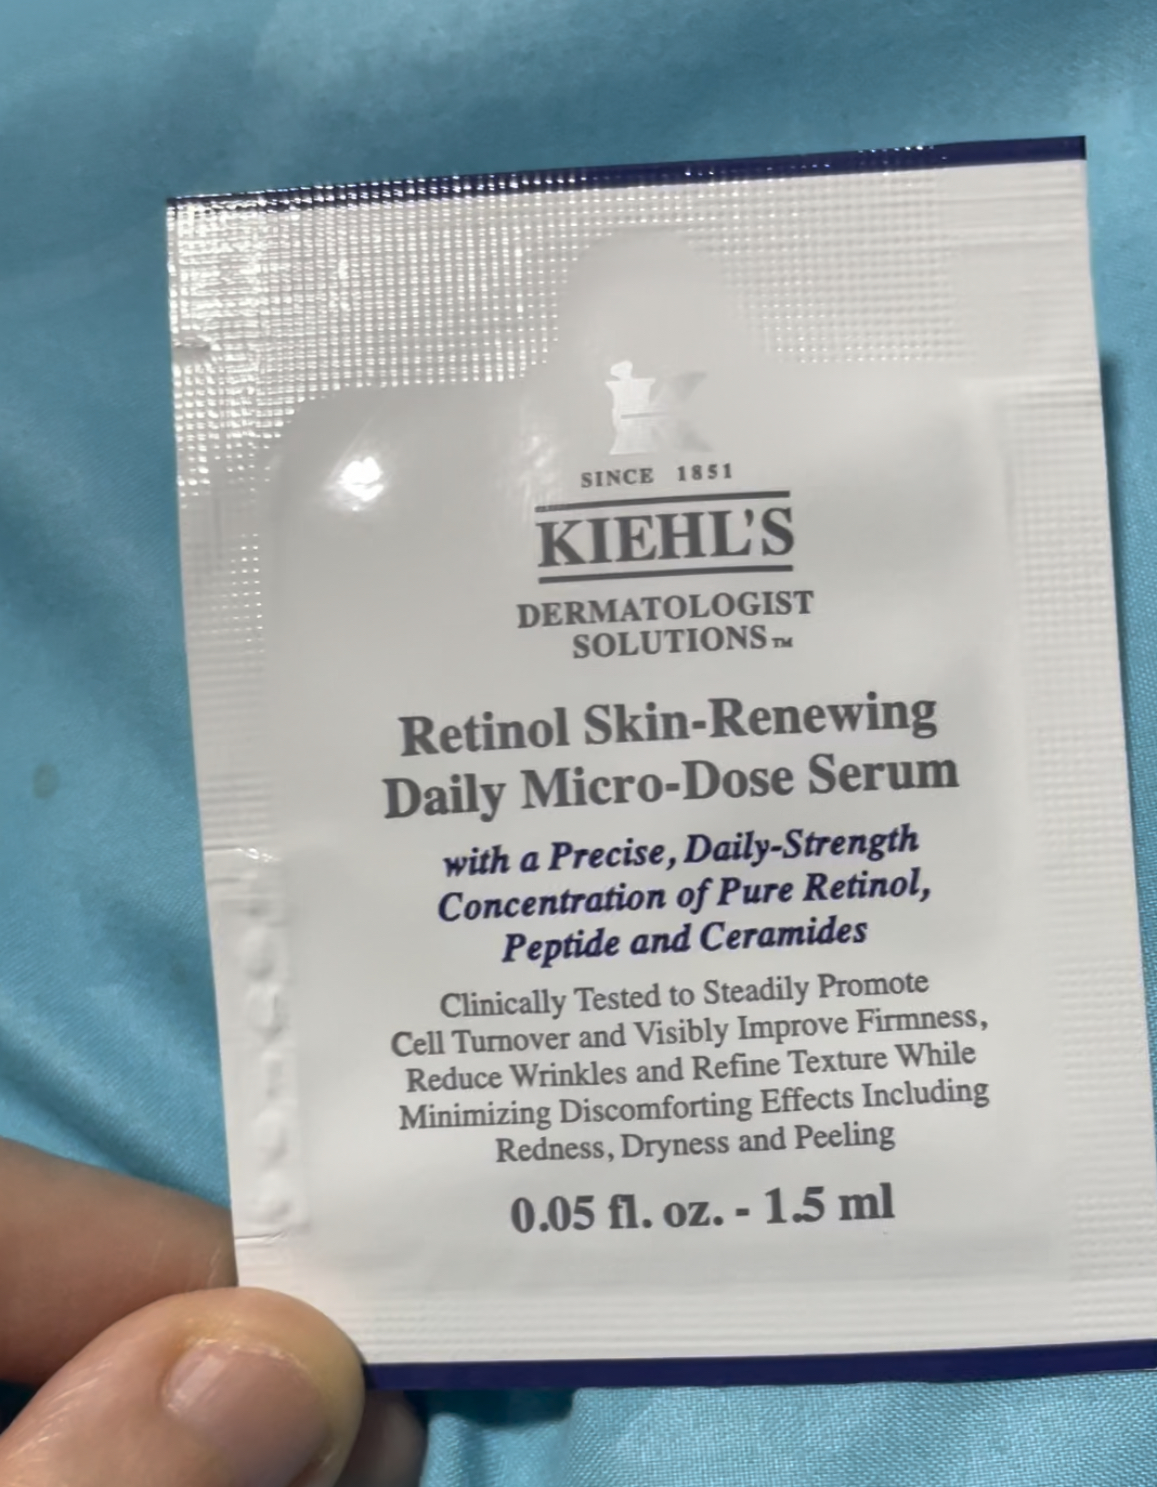 SINCE 1851
KIEHL'S
DERMATOLOGIST
SOLUTIONS™
Retinol Skin-Renewing
Daily Micro-Dose Serum
with a Precise, Daily-Strength
Concentration of Pure Retinol,
Peptide and Ceramides
Clinically Tested to Steadily Promote
Cell Turnover and Visibly Improve Firmness,
Reduce Wrinkles and Refine Texture While
Minimizing Discomforting Effects Including
Redness, Dryness and Peeling
0.05 fl. oz. - 1.5 ml